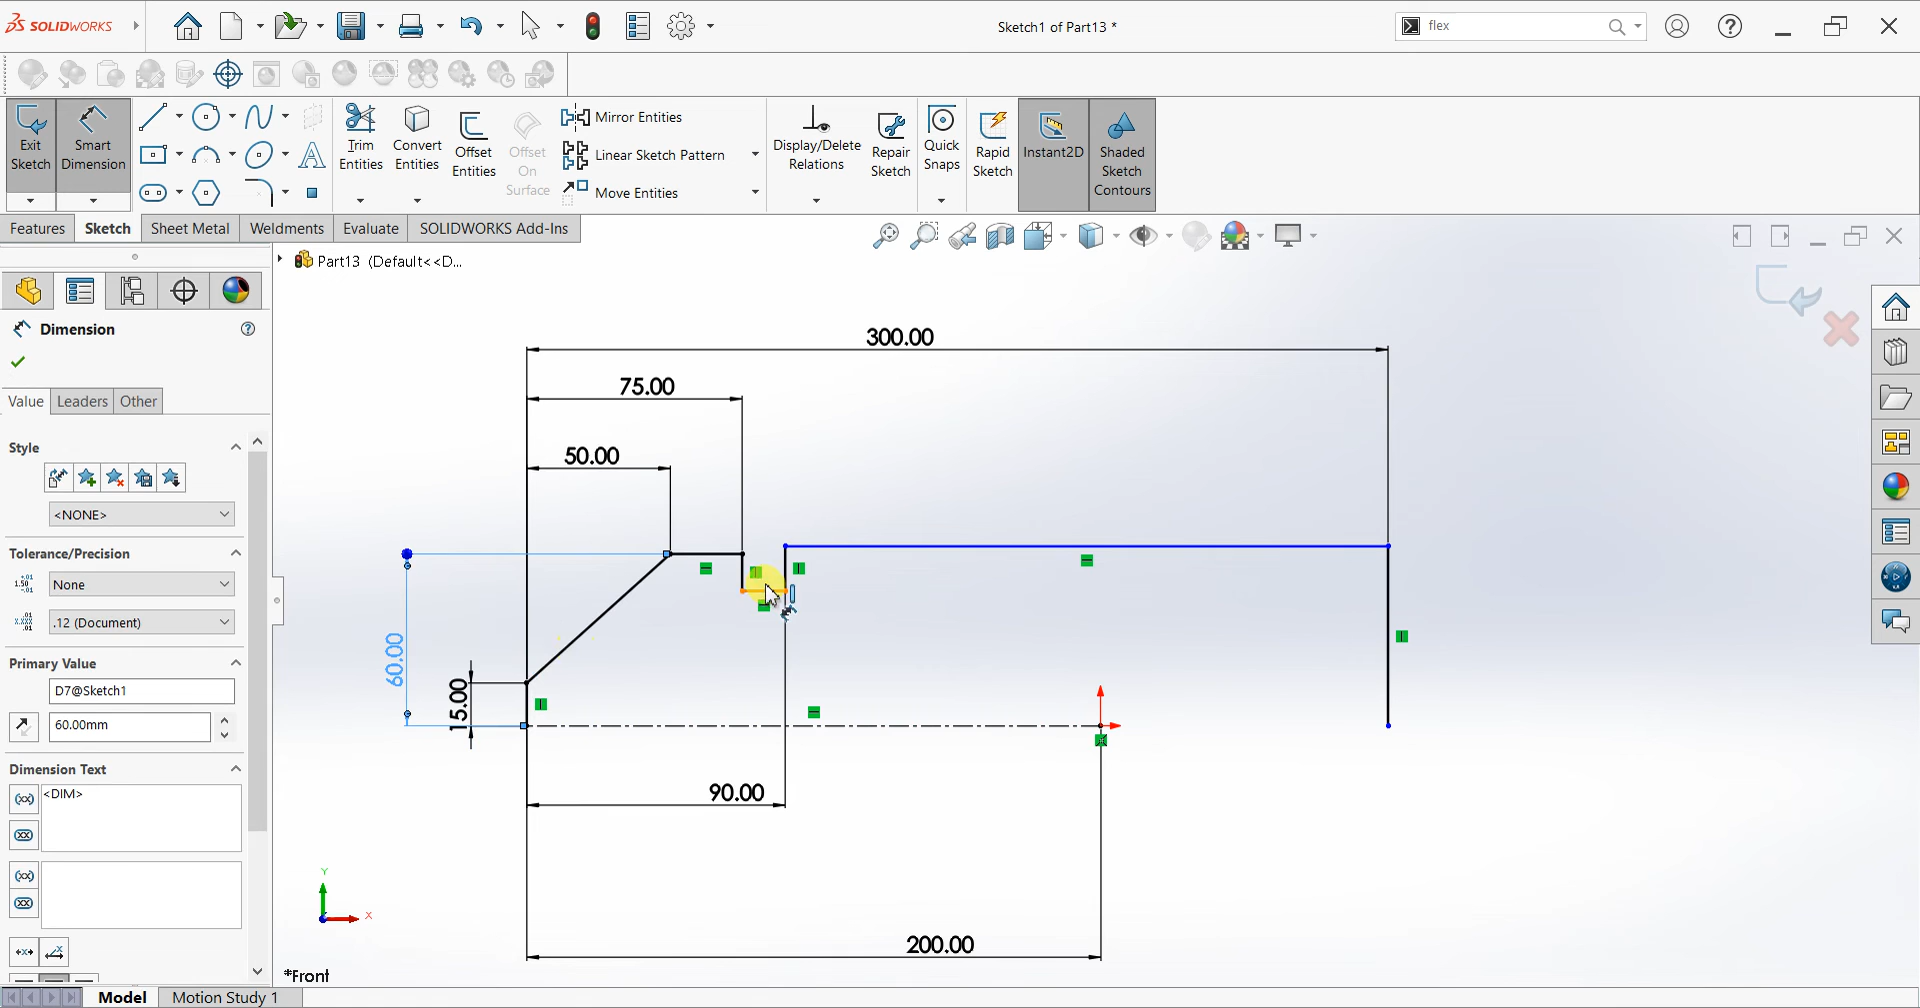 SOLIDWORKS
Sketch1 of Part13 *
flex
Exit Sketch
Smart Dimension
Trim Entities
Convert Entities
Offset Entities
Offset On Surface
Mirror Entities
Linear Sketch Pattern
Move Entities
Display/Delete Relations
Repair Sketch
Quick Snaps
Rapid Sketch
Instant2D
Shaded Sketch Contours
Features
Sketch
Sheet Metal
Weldments
Evaluate
SOLIDWORKS Add-Ins
Part13 (Default<<D...
Dimension
Value
Leaders
Other
Style
<NONE>
Tolerance/Precision
None
.12 (Document)
Primary Value
D7@Sketch1
60.00mm
Dimension Text
<DIM>
300.00
75.00
50.00
60.00
15.00
90.00
200.00
Y
X
*Front
Model
Motion Study 1